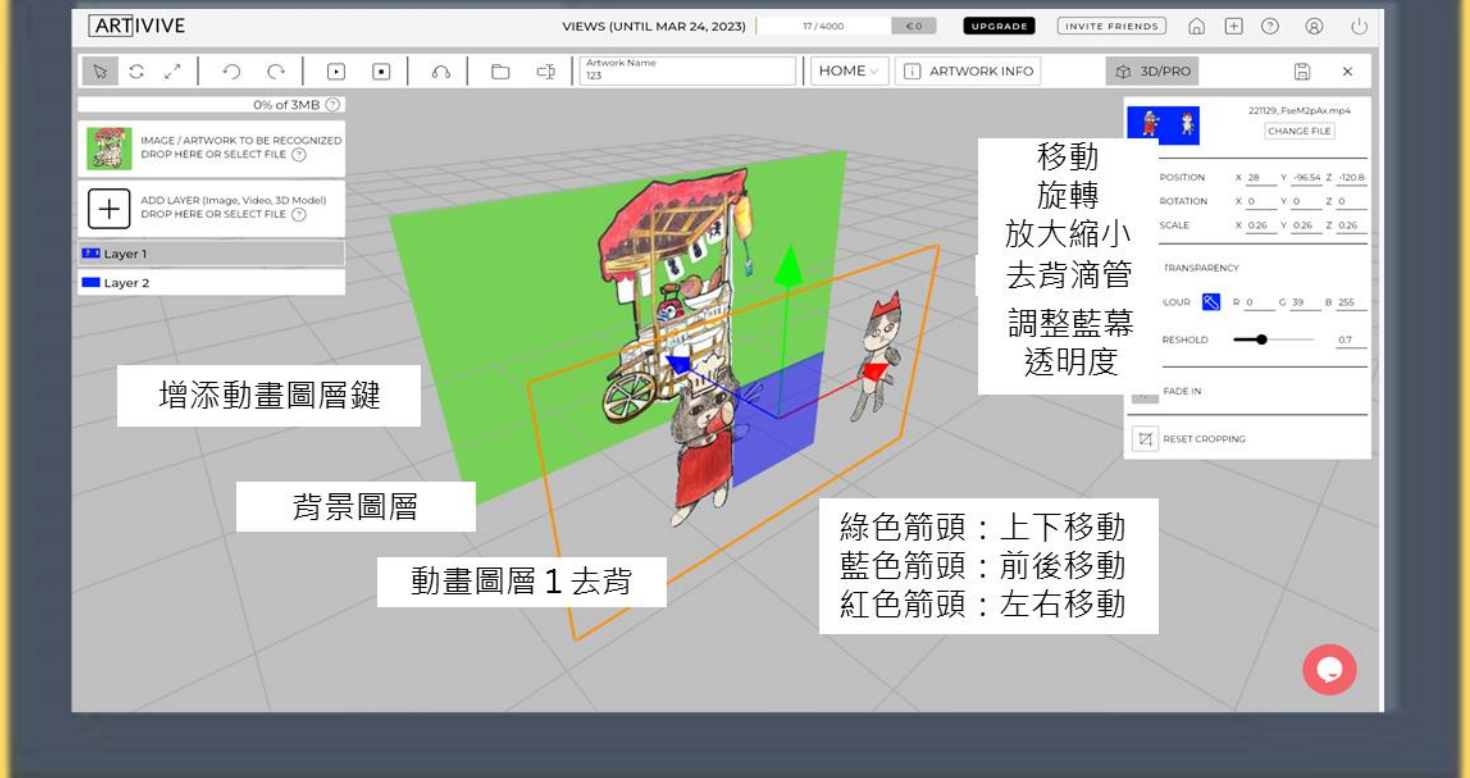 ARTIVIVE
VIEWS (UNTIL MAR 24, 2023)
17 / 4000
€ 0
UPGRADE
INVITE FRIENDS
Artwork Name
123
HOME
ARTWORK INFO
3D/PRO
0% of 3MB
IMAGE / ARTWORK TO BE RECOGNIZED
DROP HERE OR SELECT FILE
ADD LAYER (Image, Video, 3D Model)
DROP HERE OR SELECT FILE
Layer 1
Layer 2
221129_FseM2pAx.mp4
CHANGE FILE
POSITION X 28 Y -96.54 Z -120.8
ROTATION X 0 Y 0 Z 0
SCALE X 0.26 Y 0.26 Z 0.26
TRANSPARENCY
LOUR R 0 G 39 B 255
RESHOLD 0.7
FADE IN
RESET CROPPING
移動
旋轉
放大縮小
去背滴管
調整藍幕
透明度
增添動畫圖層鍵
背景圖層
動畫圖層1去背
綠色箭頭：上下移動
藍色箭頭：前後移動
紅色箭頭：左右移動